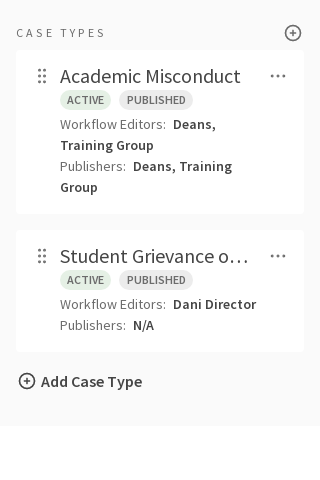 CASE TYPES
Academic Misconduct
ACTIVE PUBLISHED
Workflow Editors: Deans,
Training Group
Publishers: Deans, Training
Group
Student Grievance o...
ACTIVE PUBLISHED
Workflow Editors: Dani Director
Publishers: N/A
Add Case Type